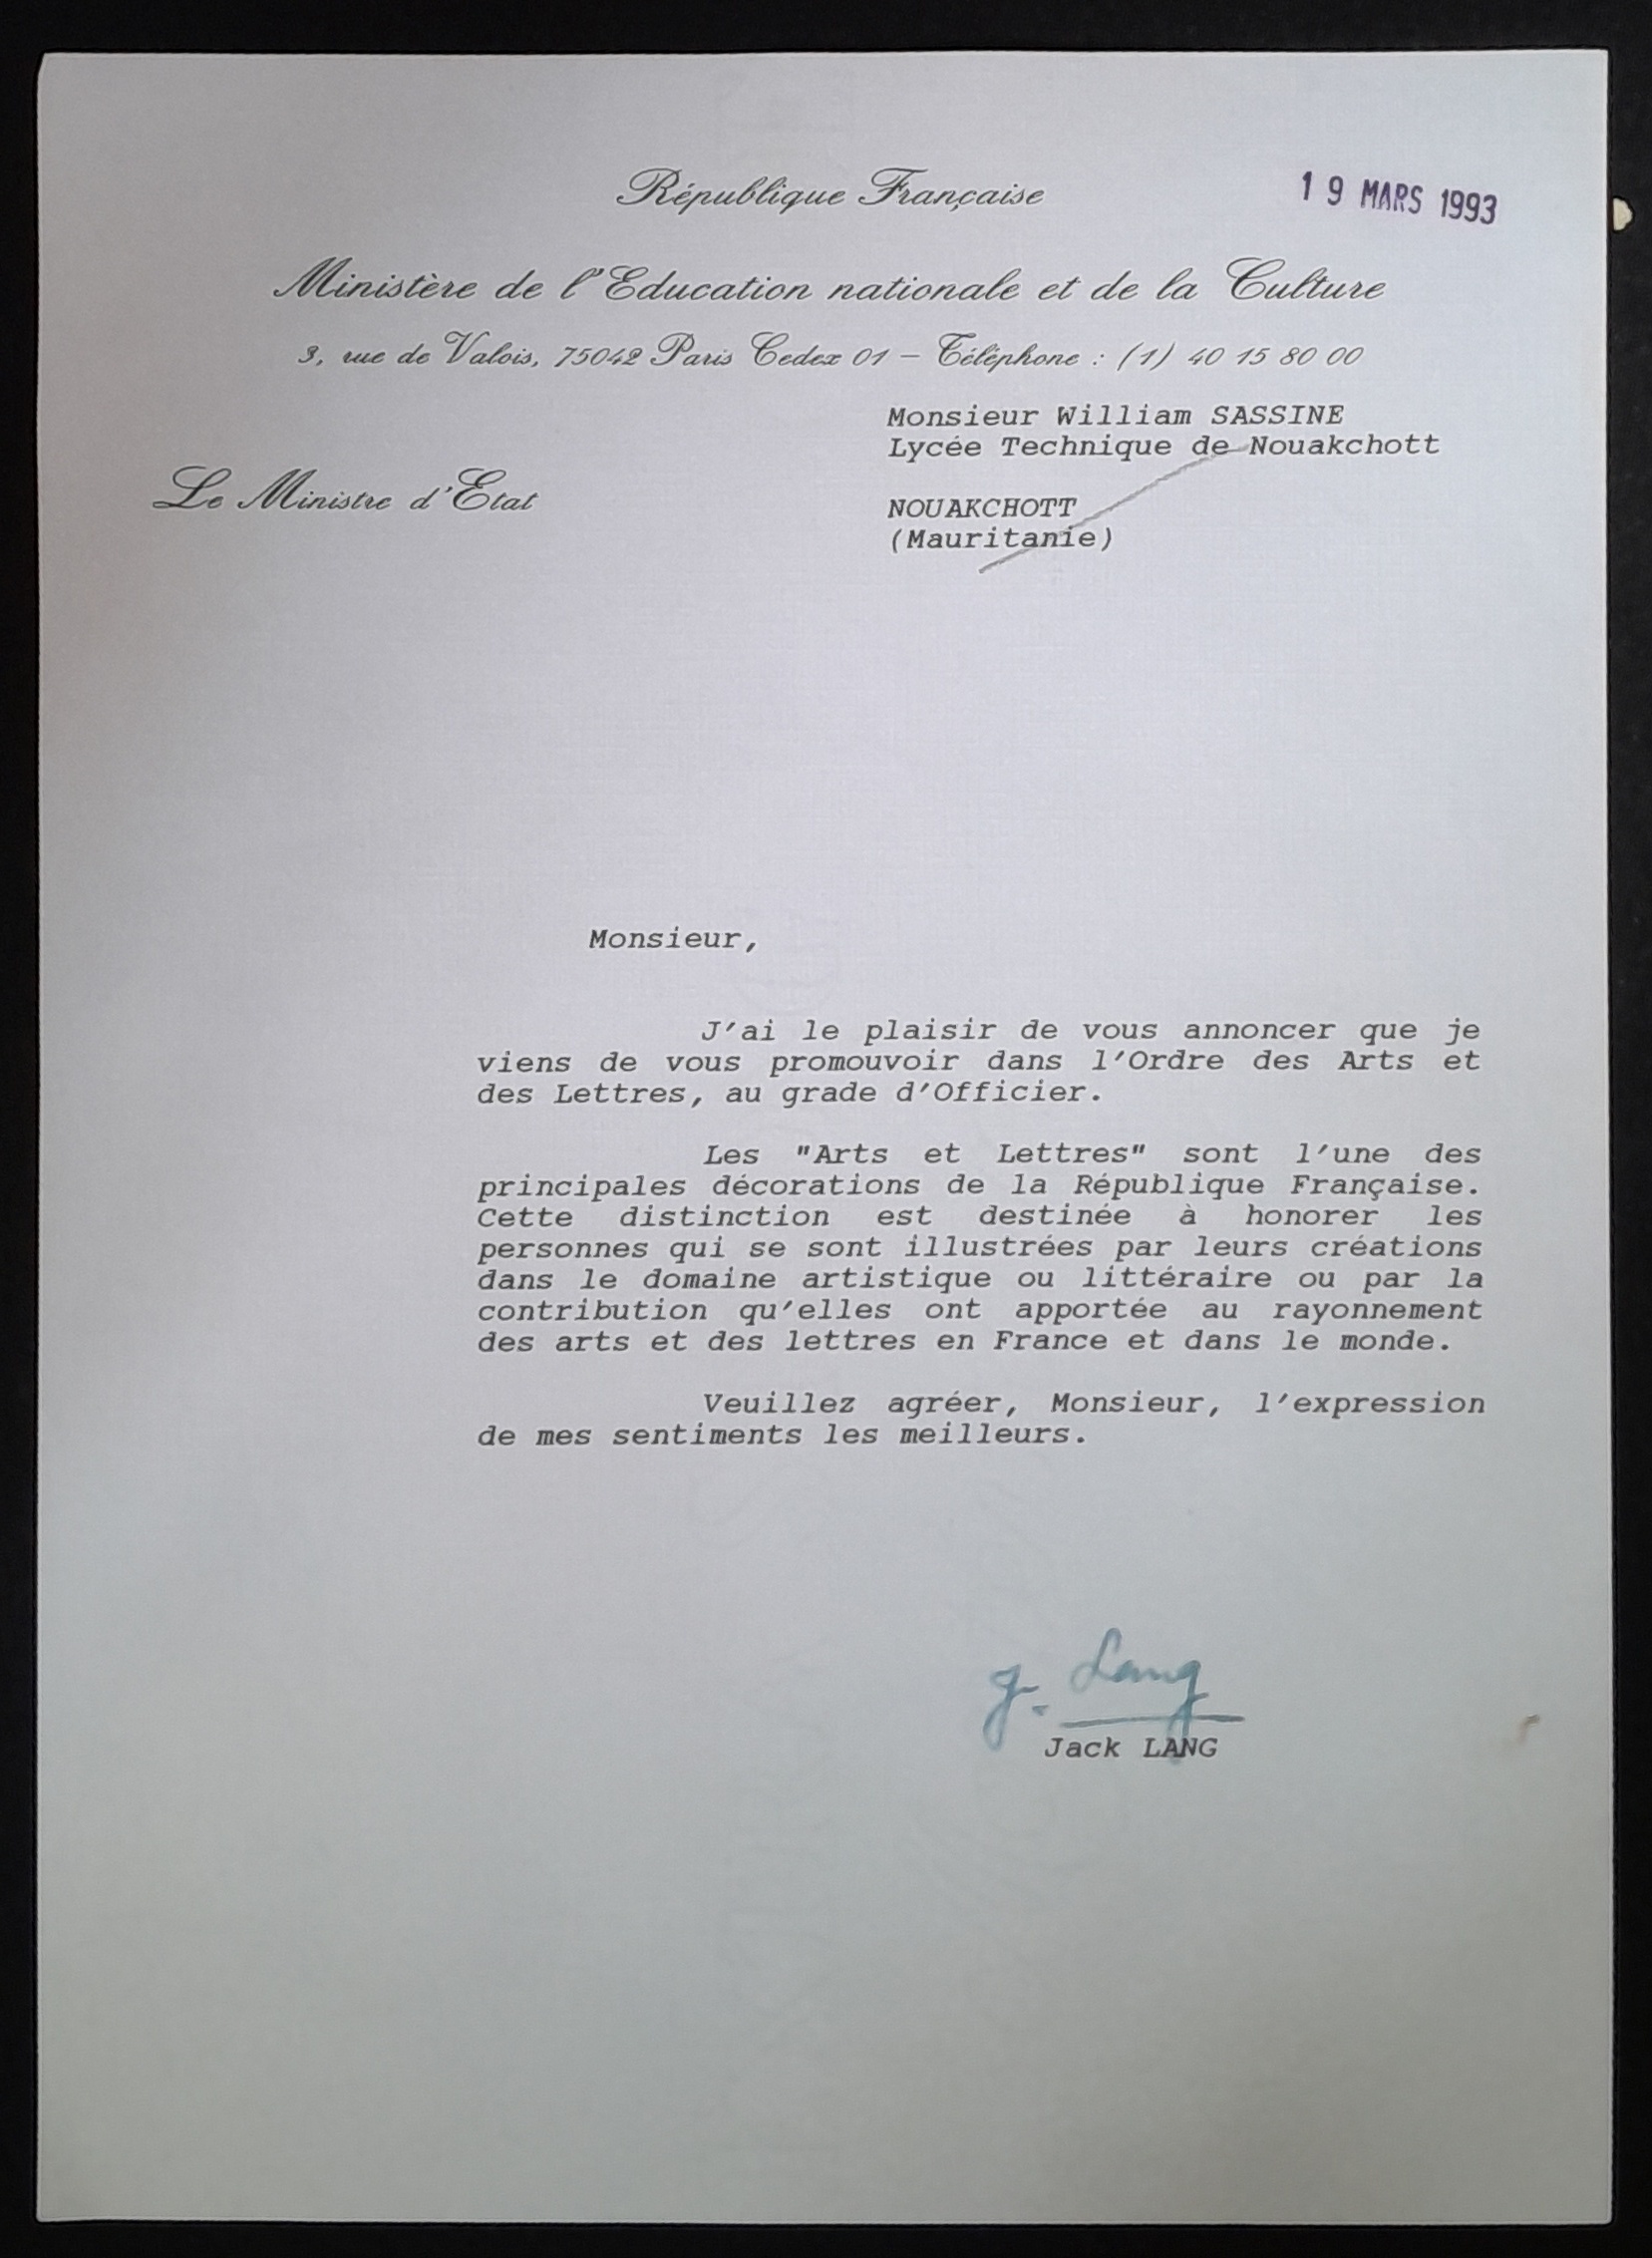 République Française
19 MARS 1993
Ministère de l'Education nationale et de la Culture
3, rue de Valois, 75042 Paris Cedex 01 – Téléphone : (1) 40 15 80 00
Monsieur William SASSINE
Lycée Technique de Nouakchott
Le Ministre d'Etat
NOUAKCHOTT
(Mauritanie)
Monsieur,
J'ai le plaisir de vous annoncer que je
viens de vous promouvoir dans l'Ordre des Arts et
des Lettres, au grade d'Officier.
Les "Arts et Lettres" sont l'une des
principales décorations de la République Française.
Cette distinction est destinée à honorer les
personnes qui se sont illustrées par leurs créations
dans le domaine artistique ou littéraire ou par la
contribution qu'elles ont apportée au rayonnement
des arts et des lettres en France et dans le monde.
Veuillez agréer, Monsieur, l'expression
de mes sentiments les meilleurs.
J. Lang
Jack LANG